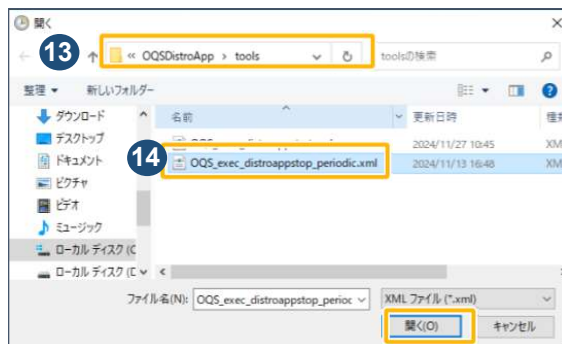 開く
13
« OQSDistroApp › tools
toolsの検索
整理 ▾ 新しいフォルダー
ダウンロード
デスクトップ
ドキュメント
ピクチャ
ビデオ
ミュージック
ローカル ディスク (C
ローカル ディスク (D
名前
更新日時
種類
2024/11/27 10:45
XM
14
OQS_exec_distroappstop_periodic.xml
2024/11/13 16:48
XM
ファイル名(N):
OQS_exec_distroappstop_perioc
XML ファイル (*.xml)
開く(O)
キャンセル